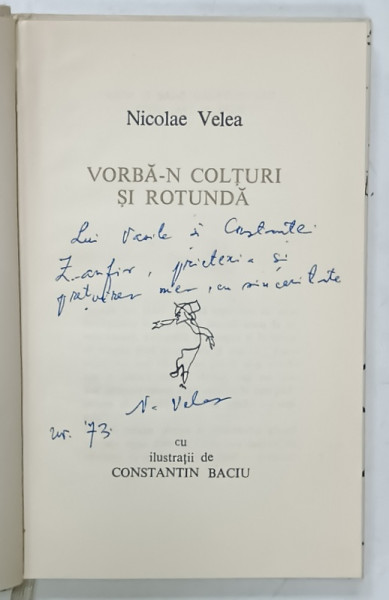 Nicolae Velea
VORBĂ-N COLȚURI
ȘI ROTUNDĂ
Lui Vasile și Constanței
Zamfir, prietenia și
prețuirea mea, cu sinceritate
N. Velea
'73.
cu
ilustrații de
CONSTANTIN BACIU